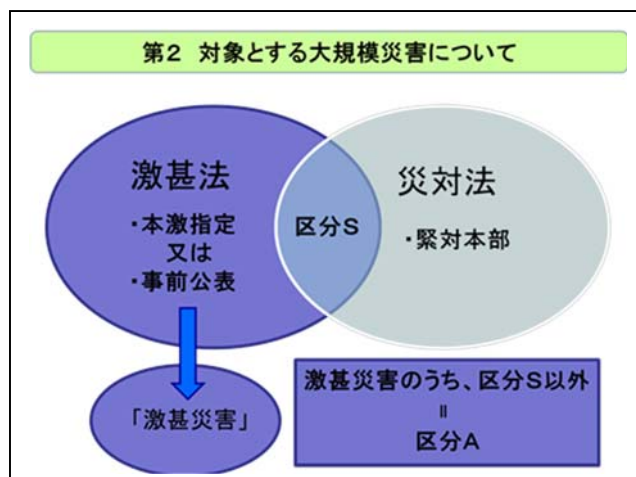 第2 対象とする大規模災害について
激甚法
・本激指定
又は
・事前公表
区分S
災対法
・緊対本部
「激甚災害」
激甚災害のうち、区分S以外
＝
区分A